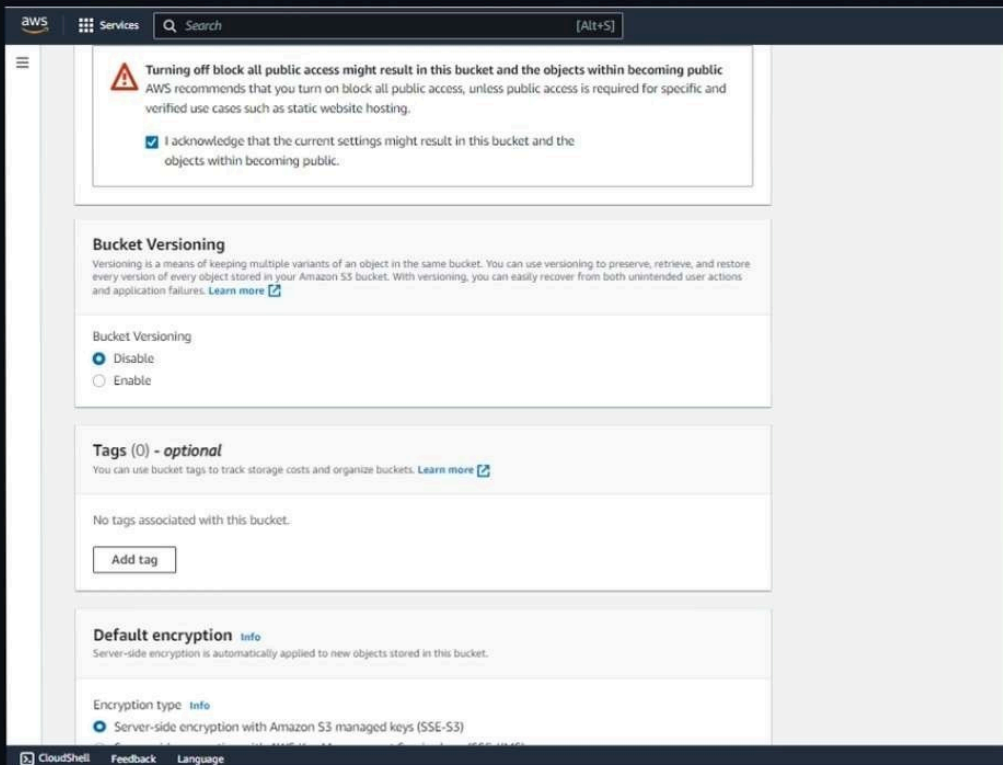 aws
Services
Search
[Alt+S]
Turning off block all public access might result in this bucket and the objects within becoming public
AWS recommends that you turn on block all public access, unless public access is required for specific and
verified use cases such as static website hosting.
I acknowledge that the current settings might result in this bucket and the
objects within becoming public.
Bucket Versioning
Versioning is a means of keeping multiple variants of an object in the same bucket. You can use versioning to preserve, retrieve, and restore
every version of every object stored in your Amazon S3 bucket. With versioning, you can easily recover from both unintended user actions
and application failures. Learn more
Bucket Versioning
Disable
Enable
Tags (0) - optional
You can use bucket tags to track storage costs and organize buckets. Learn more
No tags associated with this bucket.
Add tag
Default encryption Info
Server-side encryption is automatically applied to new objects stored in this bucket.
Encryption type Info
Server-side encryption with Amazon S3 managed keys (SSE-S3)
CloudShell Feedback Language